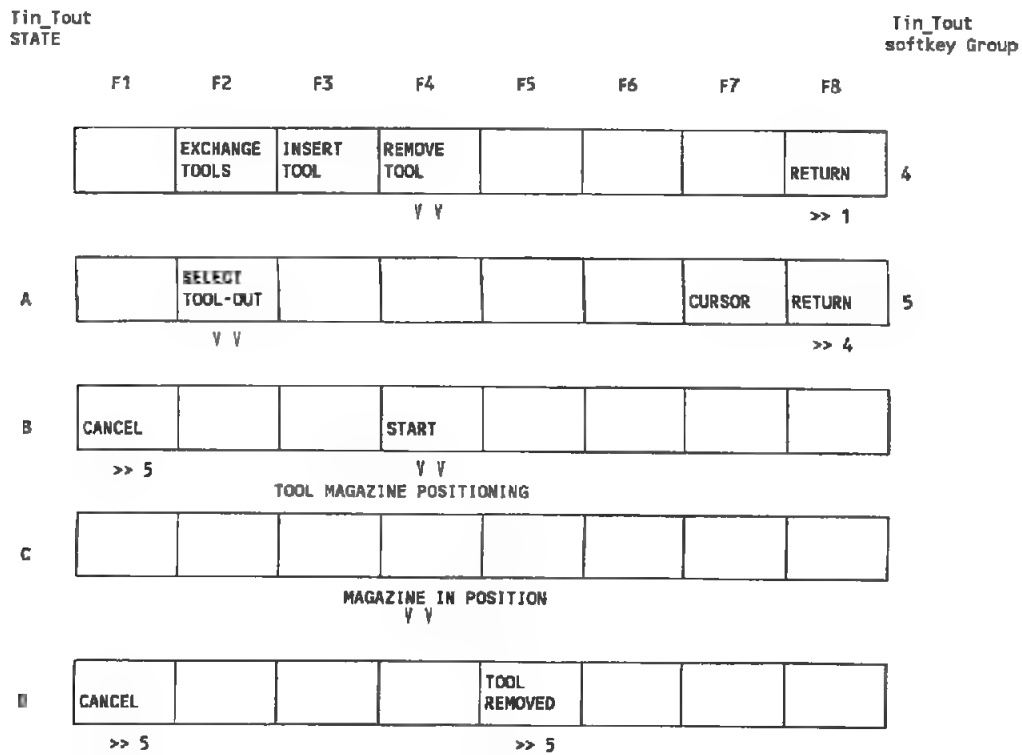 Tin_Tout
STATE
Tin_Tout
softkey Group
F1 F2 F3 F4 F5 F6 F7 F8
EXCHANGE TOOLS
INSERT TOOL
REMOVE TOOL
RETURN
4
V V
>> 1
A
SELECT TOOL-OUT
CURSOR
RETURN
5
V V
>> 4
B
CANCEL
START
>> 5
V V
TOOL MAGAZINE POSITIONING
C
MAGAZINE IN POSITION
V V
CANCEL
TOOL REMOVED
>> 5
>> 5